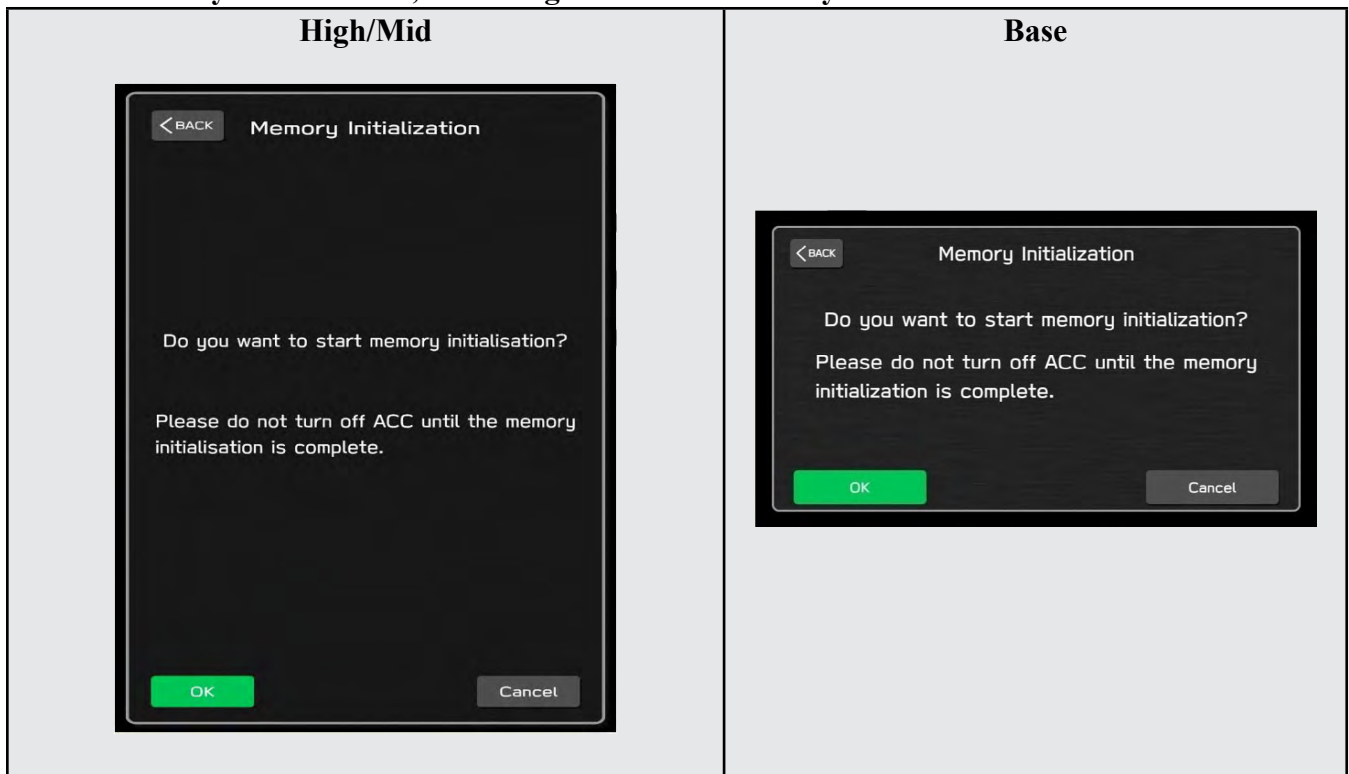 High/Mid
Base
BACK
Memory Initialization
Do you want to start memory initialisation?
Please do not turn off ACC until the memory
initialisation is complete.
OK
Cancel
BACK
Memory Initialization
Do you want to start memory initialization?
Please do not turn off ACC until the memory
initialization is complete.
OK
Cancel